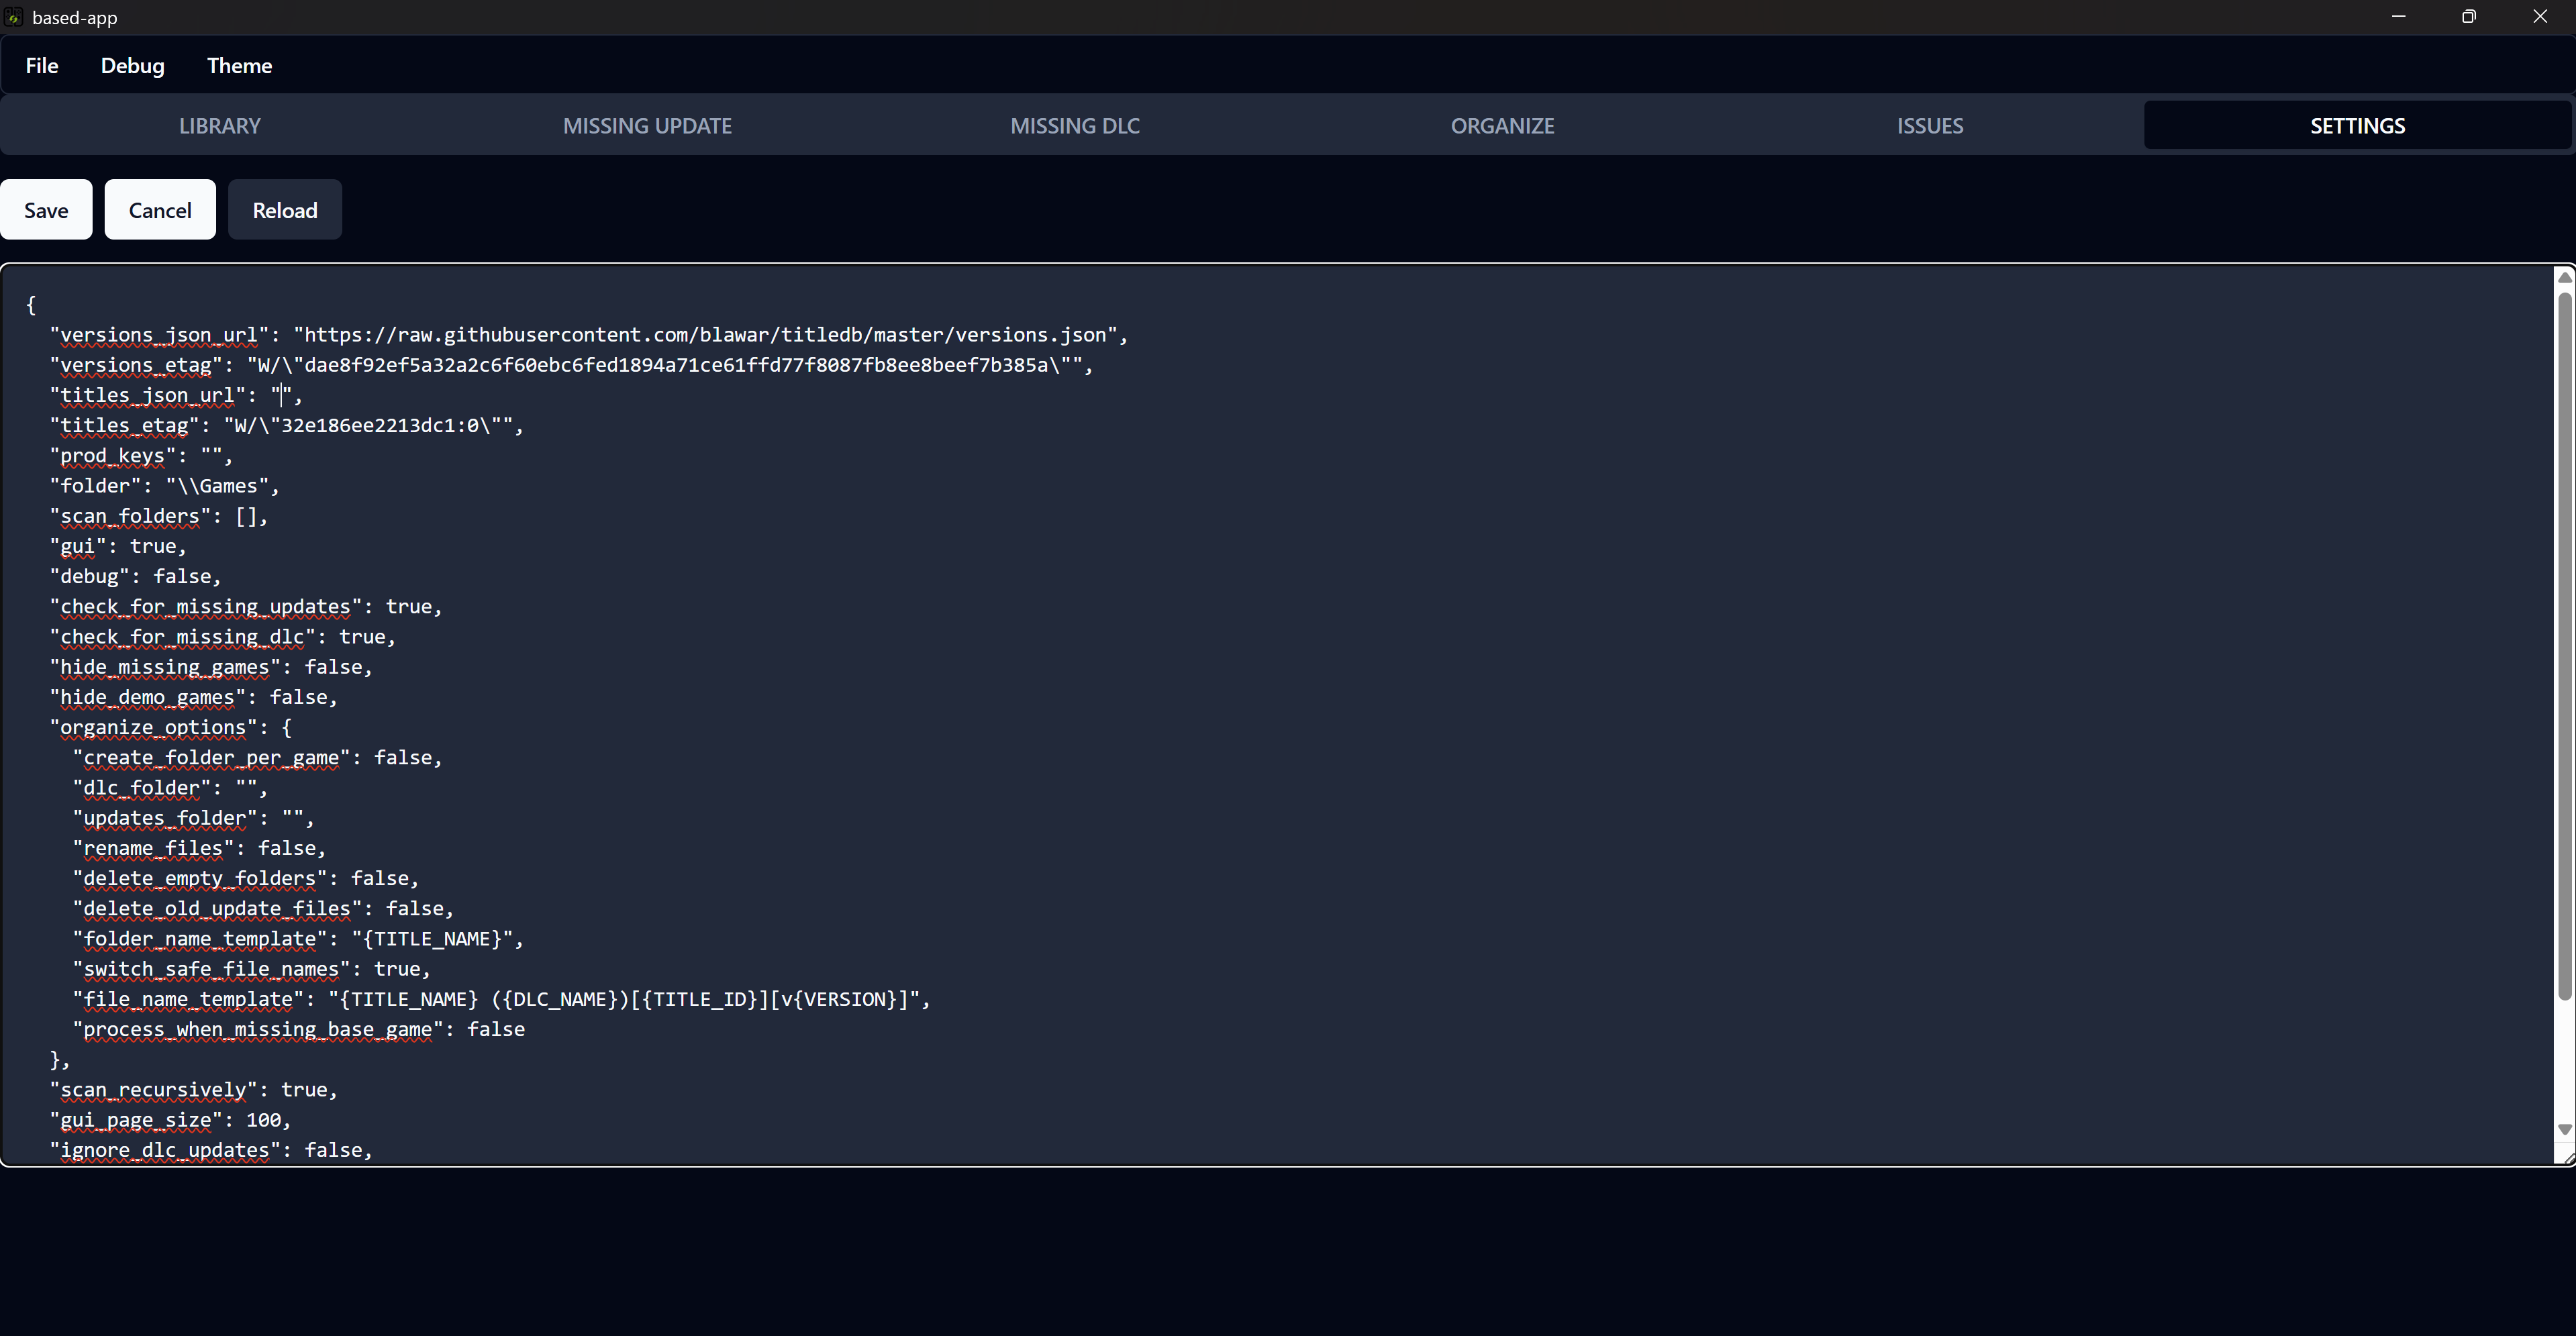 based-app
File Debug Theme
LIBRARY MISSING UPDATE MISSING DLC ORGANIZE ISSUES SETTINGS
Save Cancel Reload
{
"versions_json_url": "https://raw.githubusercontent.com/blawar/titledb/master/versions.json",
"versions_etag": "W/\"dae8f92ef5a32a2c6f60ebc6fed1894a71ce61ffd77f8087fb8ee8beef7b385a\"",
"titles_json_url": "",
"titles_etag": "W/\"32e186ee2213dc1:0\"",
"prod_keys": "",
"folder": "\\Games",
"scan_folders": [],
"gui": true,
"debug": false,
"check_for_missing_updates": true,
"check_for_missing_dlc": true,
"hide_missing_games": false,
"hide_demo_games": false,
"organize_options": {
"create_folder_per_game": false,
"dlc_folder": "",
"updates_folder": "",
"rename_files": false,
"delete_empty_folders": false,
"delete_old_update_files": false,
"folder_name_template": "{TITLE_NAME}",
"switch_safe_file_names": true,
"file_name_template": "{TITLE_NAME} ({DLC_NAME})[{TITLE_ID}][v{VERSION}]",
"process_when_missing_base_game": false
},
"scan_recursively": true,
"gui_page_size": 100,
"ignore_dlc_updates": false,